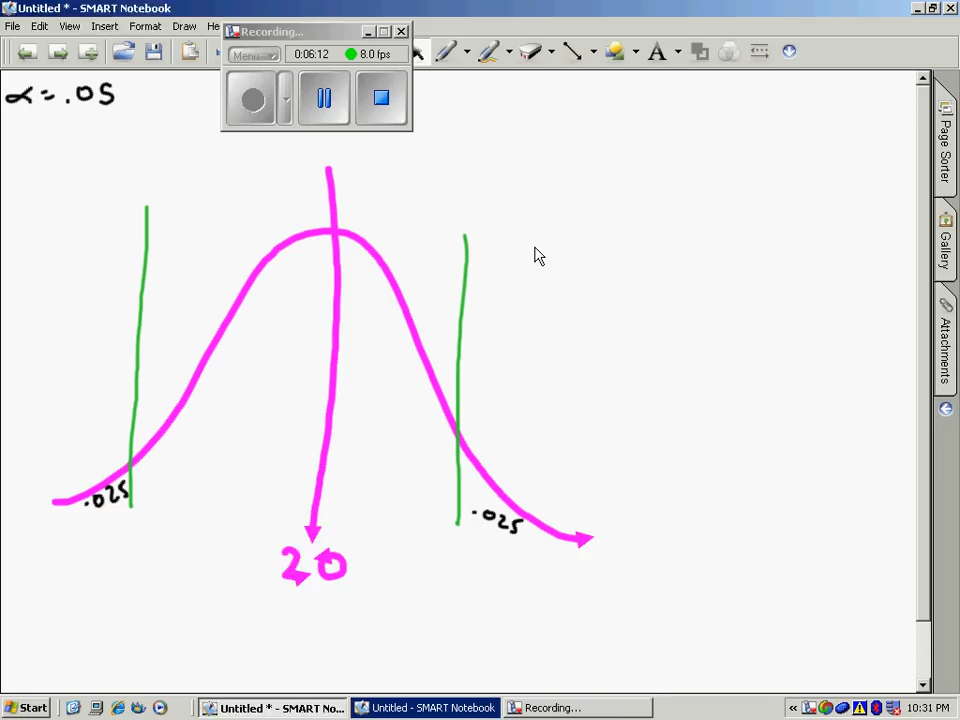 Untitled * - SMART Notebook
File Edit View Insert Format Draw He
Recording...
Menu 0:06:12 8.0 fps
A
α = .05
.025
.025
20
Page Sorter
Gallery
Attachments
Start Untitled * - SMART No... Untitled - SMART Notebook Recording... « 10:31 PM